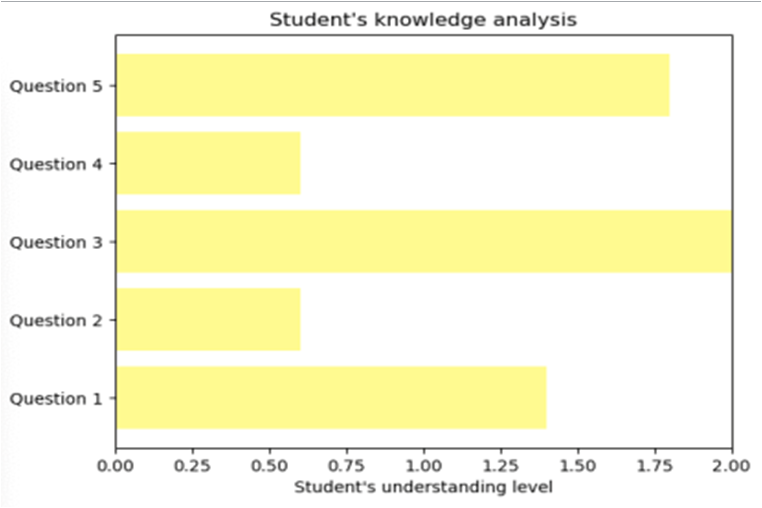 Student's knowledge analysis
Question 5
Question 4
Question 3
Question 2
Question 1
0.00 0.25 0.50 0.75 1.00 1.25 1.50 1.75 2.00
Student's understanding level